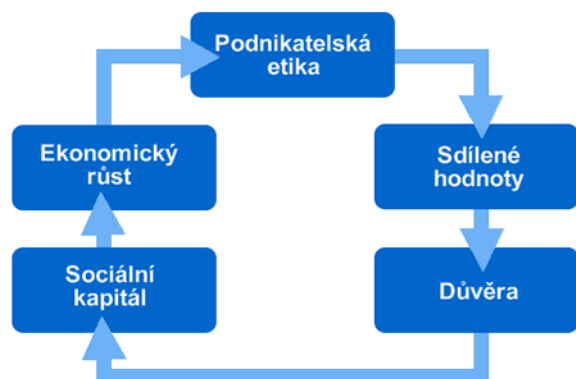 Podnikatelská
etika
Ekonomický
růst
Sdílené
hodnoty
Sociální
kapitál
Důvěra